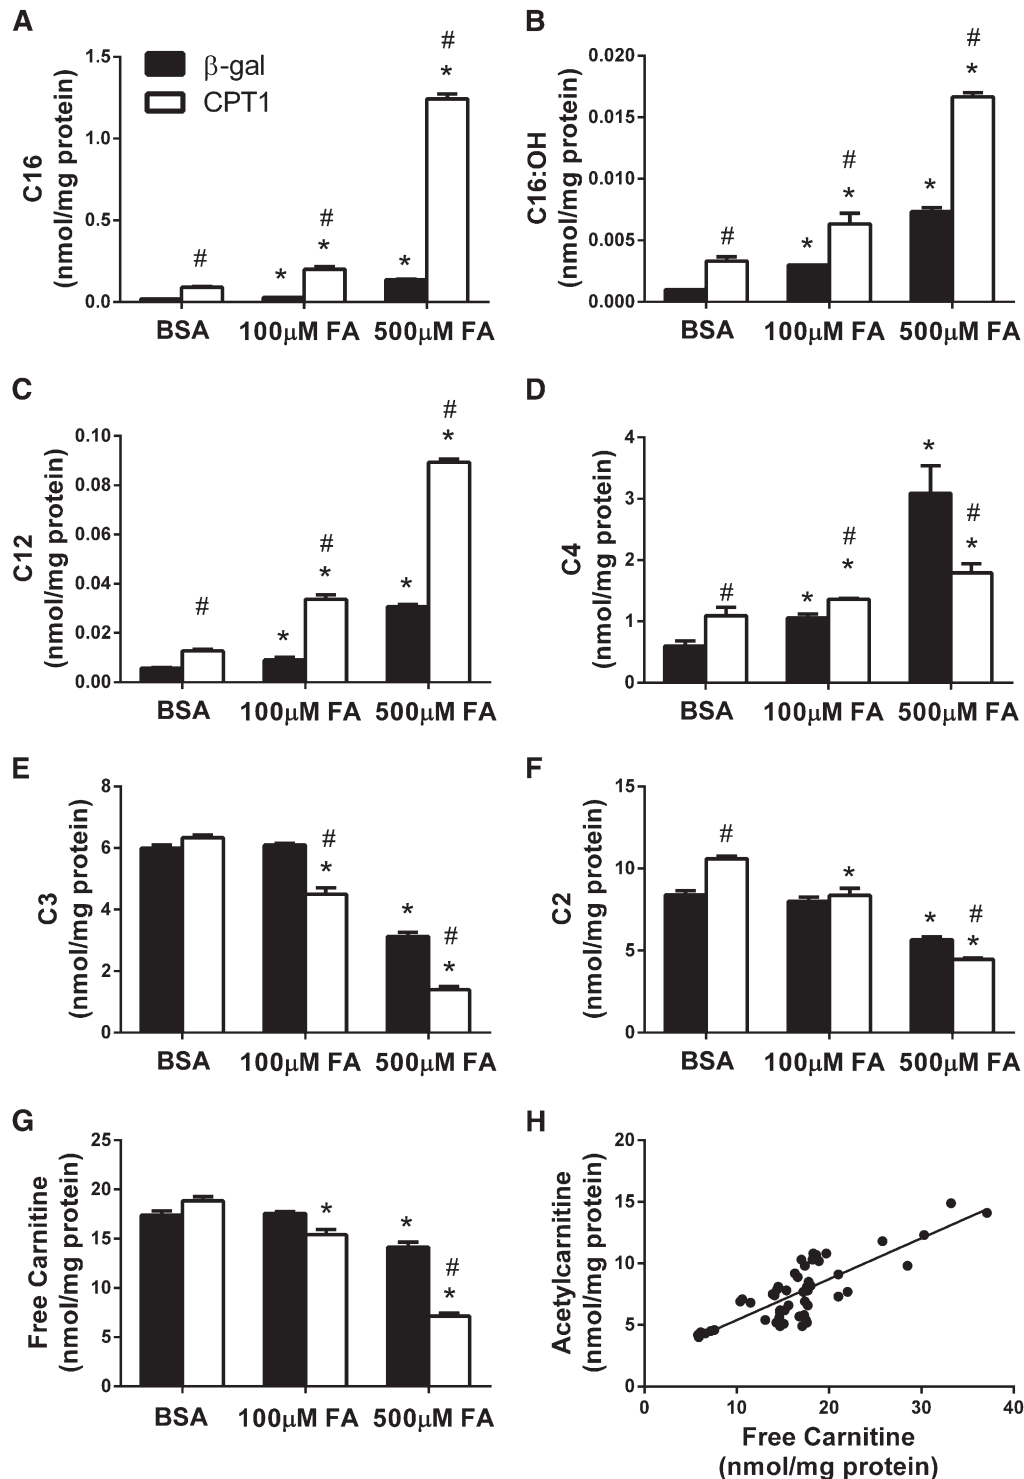 A
C16
(nmol/mg protein)
1.5
1.0
0.5
0.0
β-gal
CPT1
#
#
*
*
#
*
*
BSA
100μM FA
500μM FA
B
C16:OH
(nmol/mg protein)
0.020
0.015
0.010
0.005
0.000
#
*
#
*
*
#
*
BSA
100μM FA
500μM FA
C
C12
(nmol/mg protein)
0.10
0.08
0.06
0.04
0.02
0.00
#
*
#
*
*
#
*
BSA
100μM FA
500μM FA
D
C4
(nmol/mg protein)
4
3
2
1
0
*
#
*
#
*
#
*
BSA
100μM FA
500μM FA
E
C3
(nmol/mg protein)
8
6
4
2
0
#
*
*
#
*
BSA
100μM FA
500μM FA
F
C2
(nmol/mg protein)
15
10
5
0
#
*
*
#
*
BSA
100μM FA
500μM FA
G
Free Carnitine
(nmol/mg protein)
25
20
15
10
5
0
*
*
#
*
BSA
100μM FA
500μM FA
H
Acetylcarnitine
(nmol/mg protein)
20
15
10
5
0
0
10
20
30
40
Free Carnitine
(nmol/mg protein)